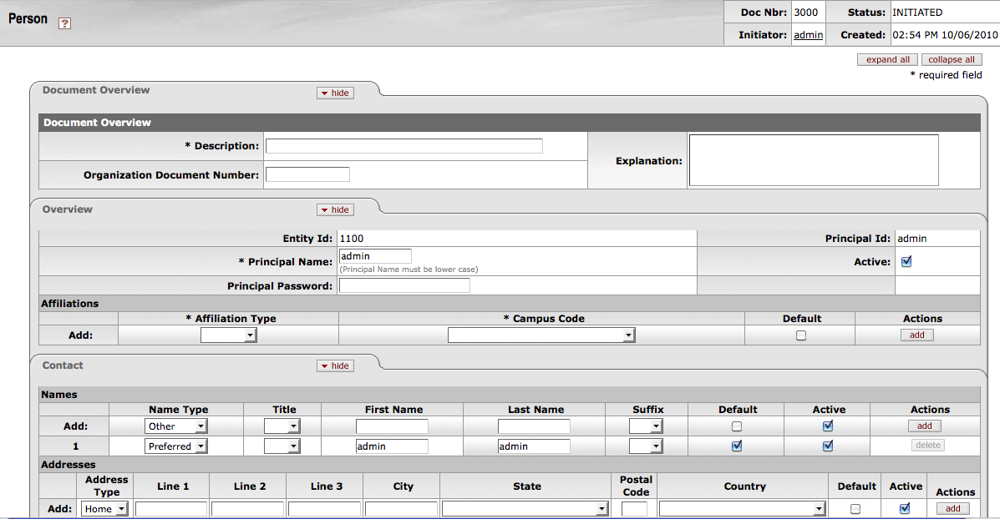 Person ?
Doc Nbr: 3000 Status: INITIATED
Initiator: admin Created: 02:54 PM 10/06/2010
expand all collapse all
* required field
Document Overview hide
Document Overview
* Description: Explanation:
Organization Document Number:
Overview hide
Entity Id: 1100 Principal Id: admin
* Principal Name: admin Active:
(Principal Name must be lower case)
Principal Password:
Affiliations
* Affiliation Type * Campus Code Default Actions
Add: add
Contact hide
Names
Name Type Title First Name Last Name Suffix Default Active Actions
Add: Other add
1 Preferred admin admin delete
Addresses
Address Type Line 1 Line 2 Line 3 City State Postal Code Country Default Active Actions
Add: Home add